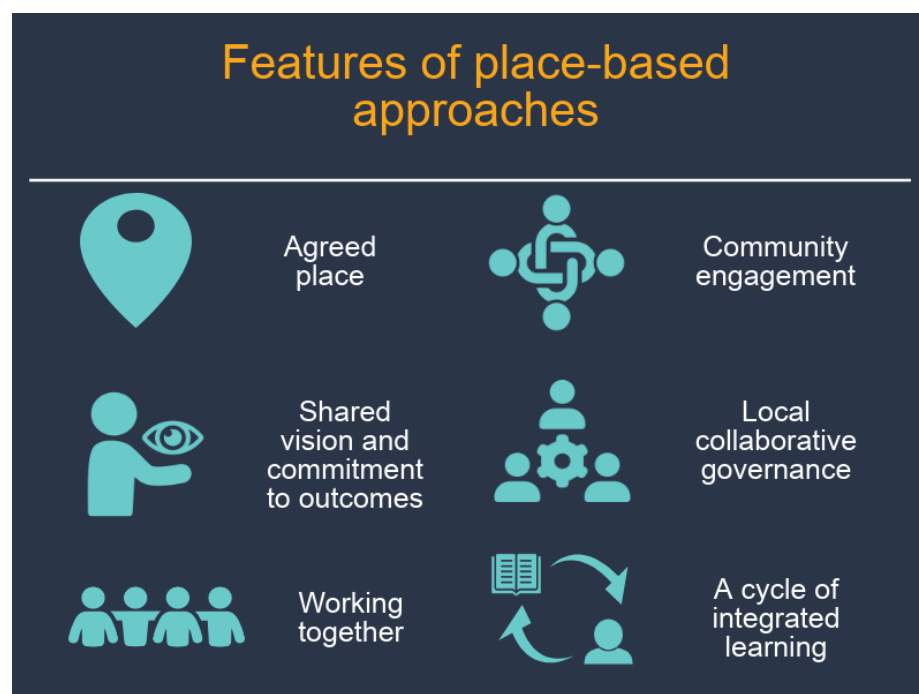 Features of place-based
approaches
Agreed
place
Community
engagement
Shared
vision and
commitment
to outcomes
Local
collaborative
governance
Working
together
A cycle of
integrated
learning